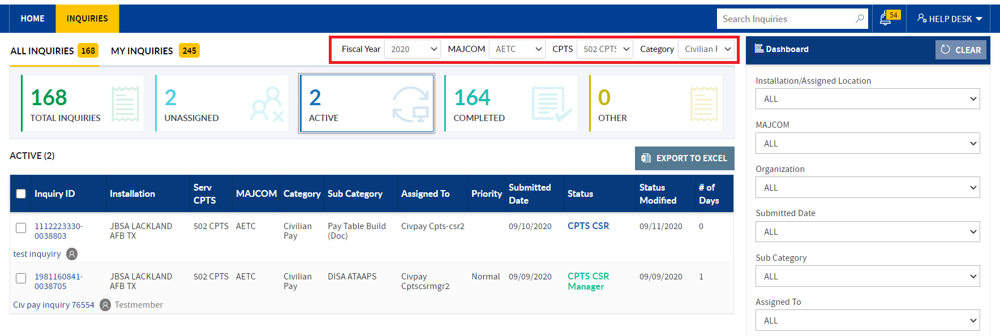 HOME INQUIRIES Search Inquiries 54 HELP DESK
ALL INQUIRIES 168 MY INQUIRIES 245 Fiscal Year 2020 MAJCOM AETC CPTS 502 CPTS Category Civilian F
Dashboard CLEAR
168 2 2 164 0
TOTAL INQUIRIES UNASSIGNED ACTIVE COMPLETED OTHER
ACTIVE (2) EXPORT TO EXCEL
Inquiry ID Installation Serv CPTS MAJCOM Category Sub Category Assigned To Priority Submitted Date Status Status Modified # of Days
1112223330-0038803 JBSA LACKLAND AFB TX 502 CPTS AETC Civilian Pay Pay Table Build (Doc) Civpay Cpts-csr2 09/10/2020 CPTS CSR 09/11/2020 0
test inquyiry
1981160841-0038705 JBSA LACKLAND AFB TX 502 CPTS AETC Civilian Pay DISA ATAAPS Civpay Cptscsrmgr2 Normal 09/09/2020 CPTS CSR Manager 09/09/2020 1
Civ pay inquiry 76554 Testmember
Installation/Assigned Location
ALL
MAJCOM
ALL
Organization
ALL
Submitted Date
ALL
Sub Category
ALL
Assigned To
ALL